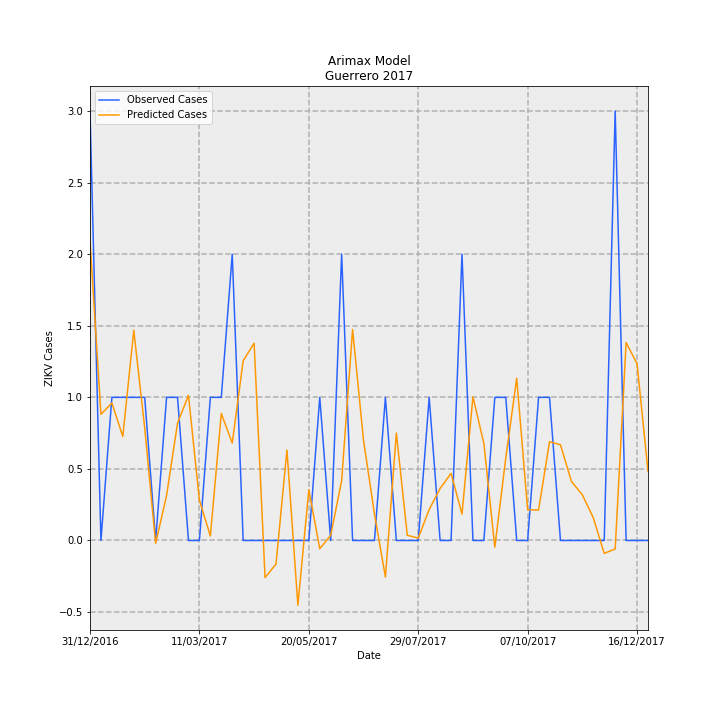 Arimax Model
Guerrero 2017
Observed Cases
Predicted Cases
3.0
2.5
2.0
1.5
1.0
0.5
0.0
−0.5
ZIKV Cases
31/12/2016
11/03/2017
20/05/2017
29/07/2017
07/10/2017
16/12/2017
Date